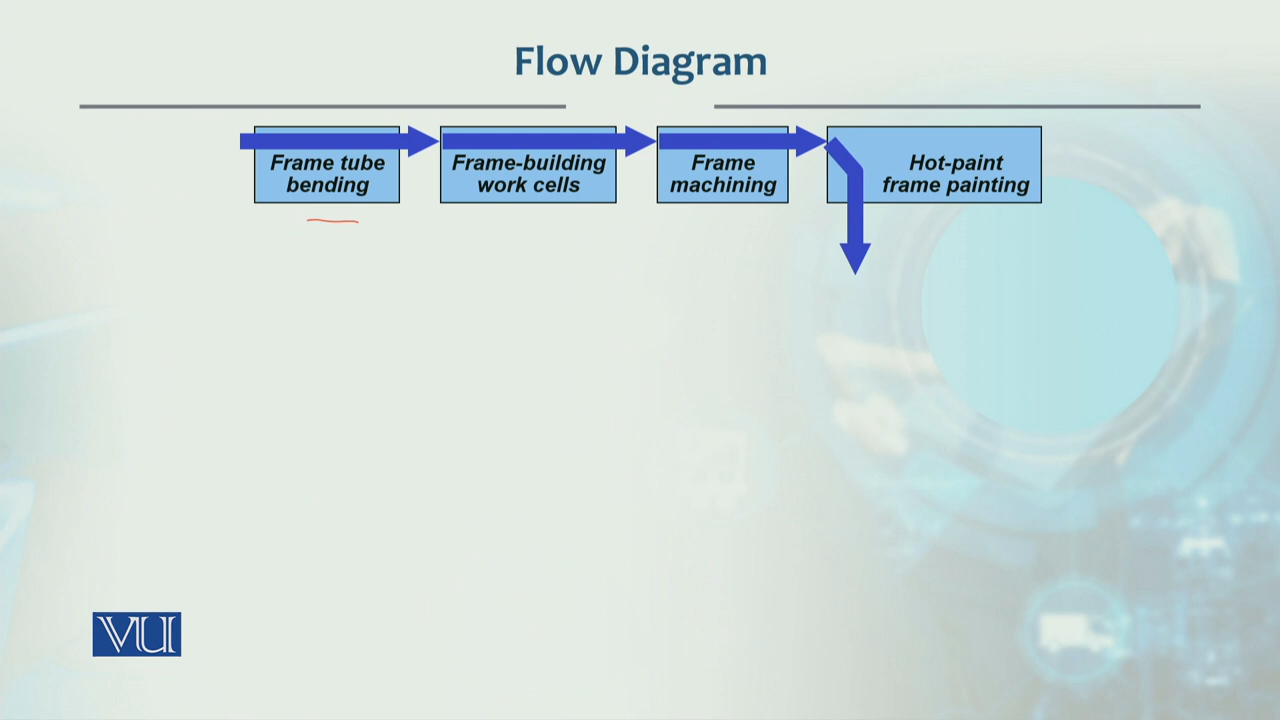 Flow Diagram
Frame tube
bending
Frame-building
work cells
Frame
machining
Hot-paint
frame painting
VU